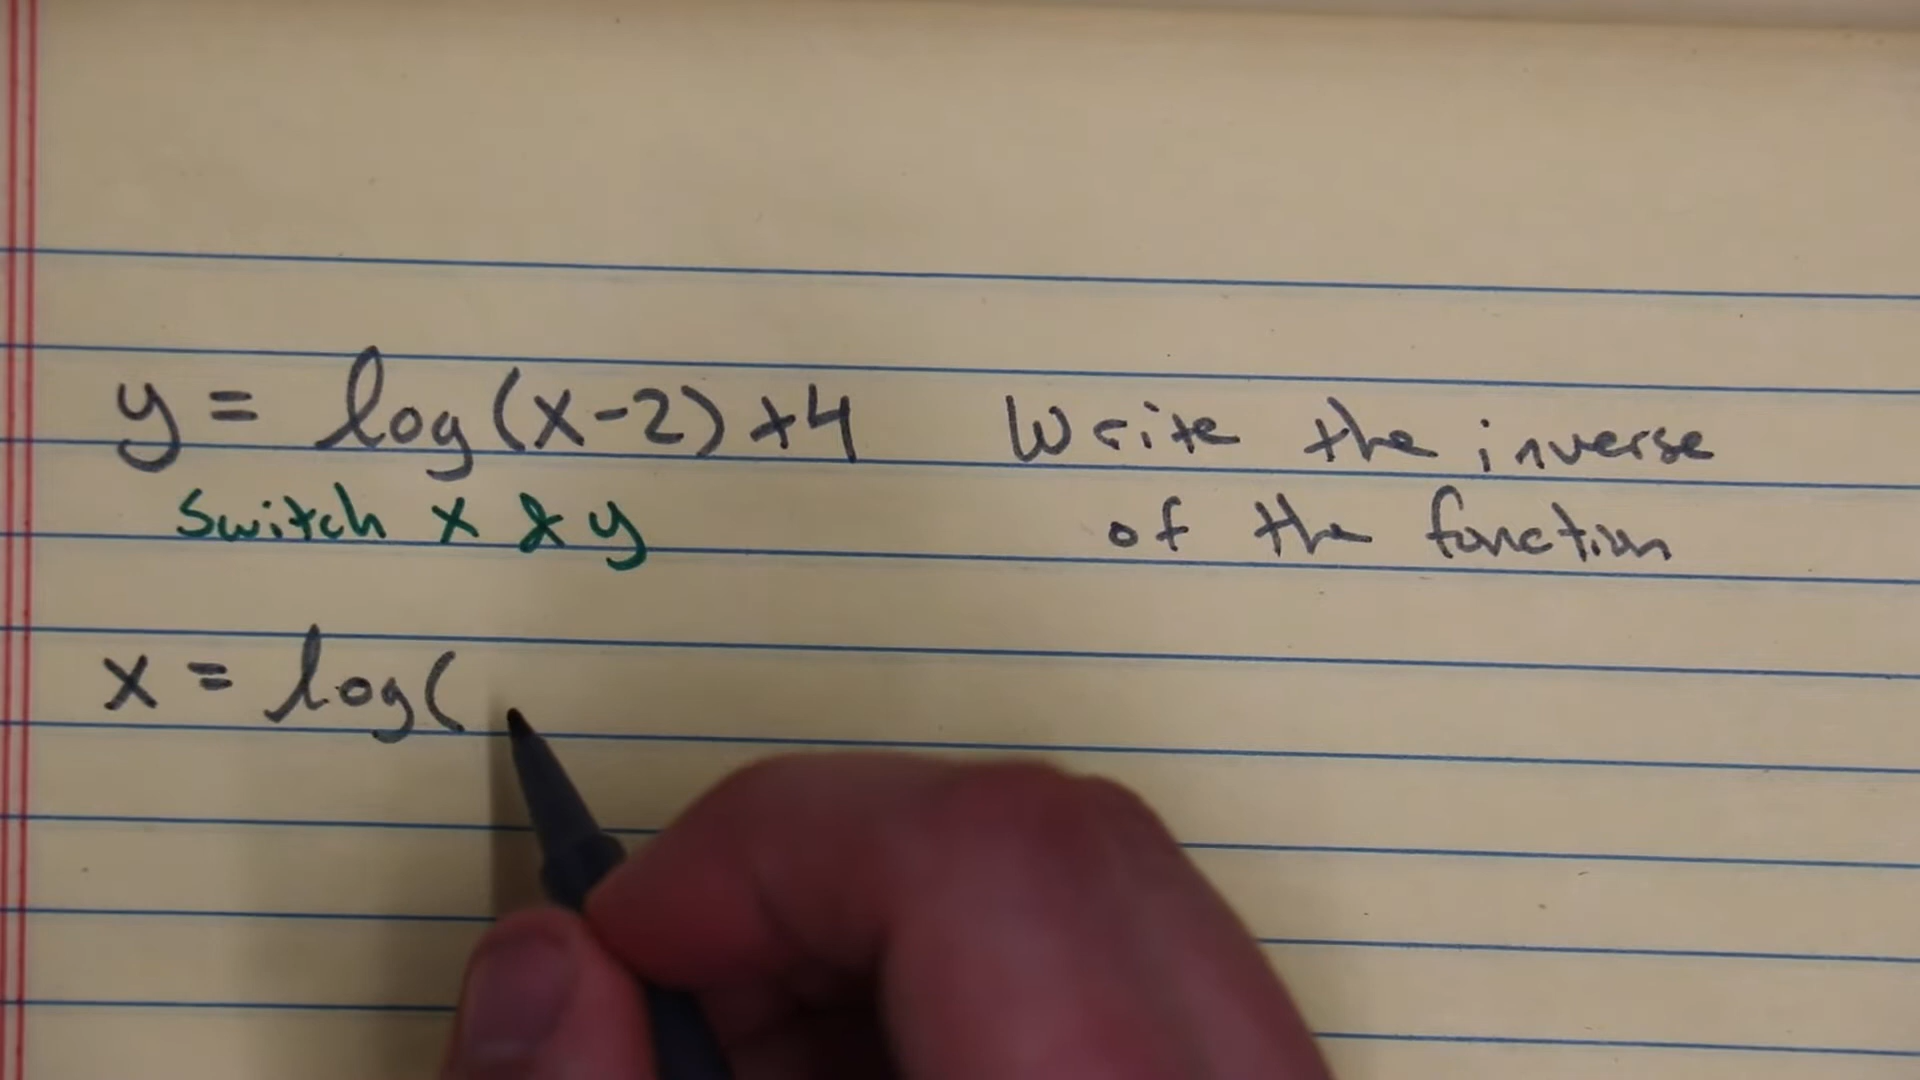 y = log(x-2)+4 Write the inverse
Switch x & y of the function
x = log(